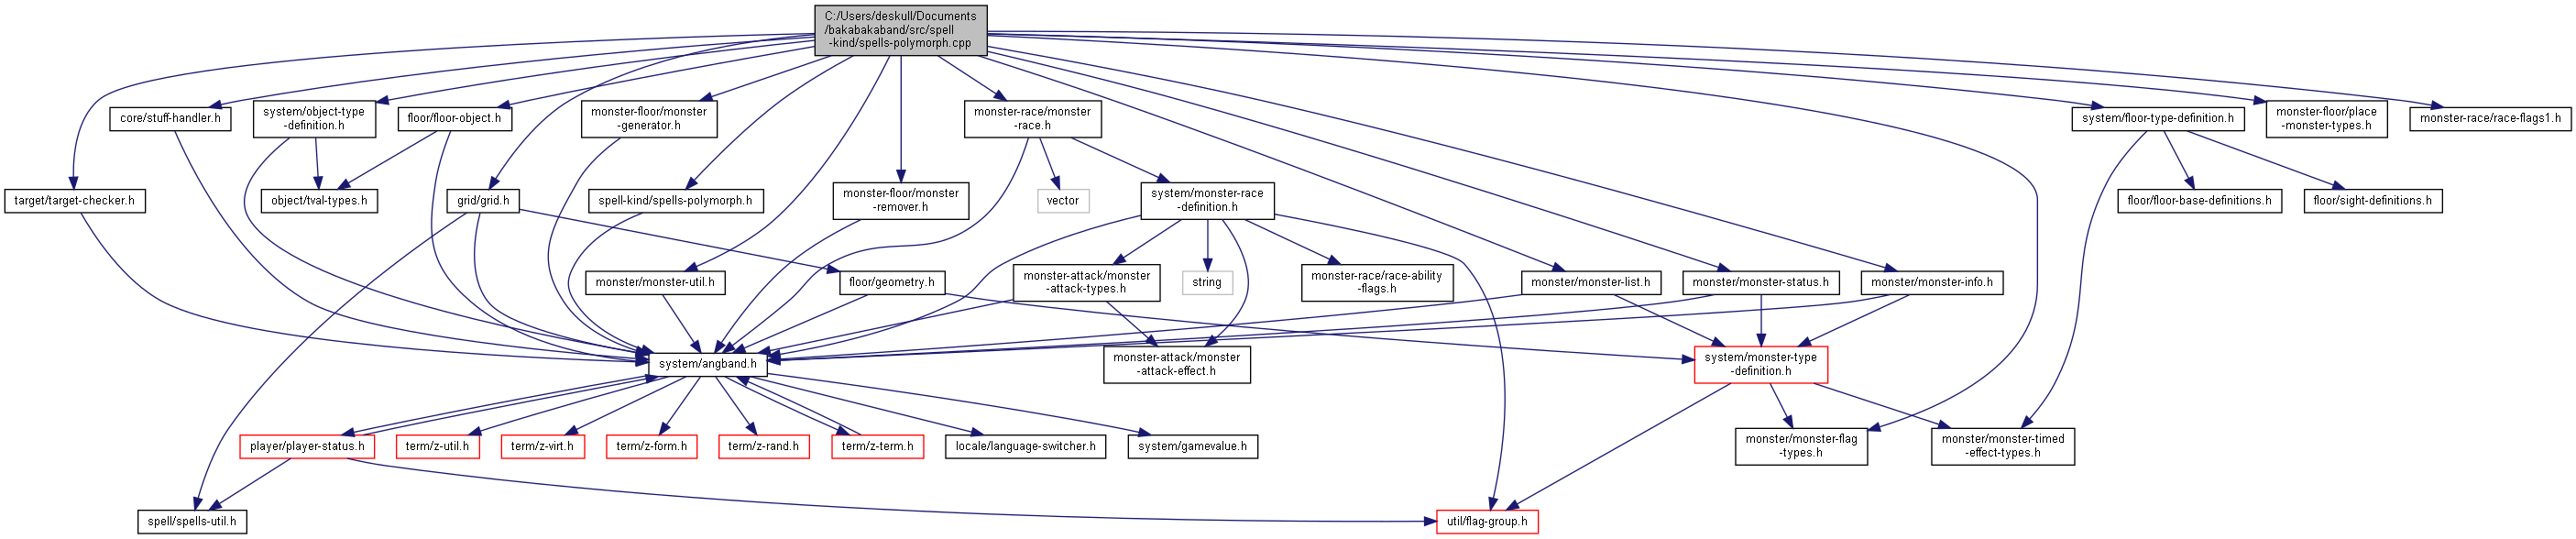 C:/Users/deskull/Documents
/bakabakaband/src/spell
-kind/spells-polymorph.cpp
core/stuff-handler.h
system/object-type
-definition.h
floor/floor-object.h
monster-floor/monster
-generator.h
monster-race/monster
-race.h
system/floor-type-definition.h
monster-floor/place
-monster-types.h
monster-race/race-flags1.h
target/target-checker.h
object/tval-types.h
grid/grid.h
spell-kind/spells-polymorph.h
monster-floor/monster
-remover.h
vector
system/monster-race
-definition.h
floor/floor-base-definitions.h
floor/sight-definitions.h
monster/monster-util.h
floor/geometry.h
monster-attack/monster
-attack-types.h
string
monster-race/race-ability
-flags.h
monster/monster-list.h
monster/monster-status.h
monster/monster-info.h
system/angband.h
monster-attack/monster
-attack-effect.h
system/monster-type
-definition.h
player/player-status.h
term/z-util.h
term/z-virt.h
term/z-form.h
term/z-rand.h
term/z-term.h
locale/language-switcher.h
system/gamevalue.h
monster/monster-flag
-types.h
monster/monster-timed
-effect-types.h
spell/spells-util.h
util/flag-group.h